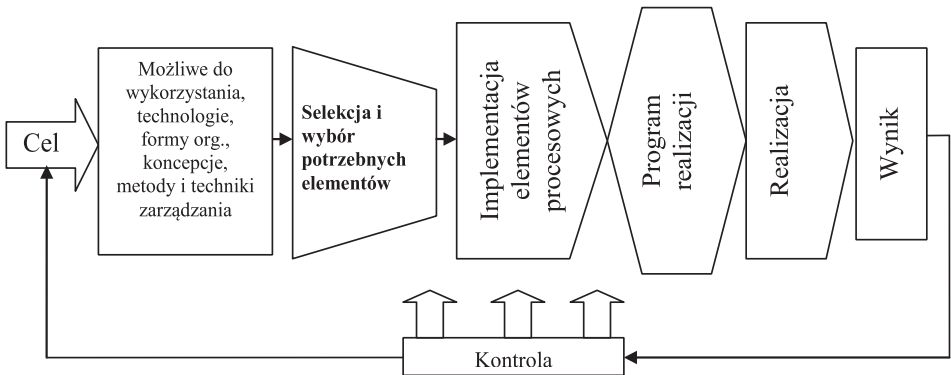 Cel
Możliwe do
wykorzystania,
technologie,
formy org.,
koncepcje,
metody i techniki
zarządzania
Selekcja i
wybór
potrzebnych
elementów
Implementacja
elementów
procesowych
Program
realizacji
Realizacja
Wynik
Kontrola